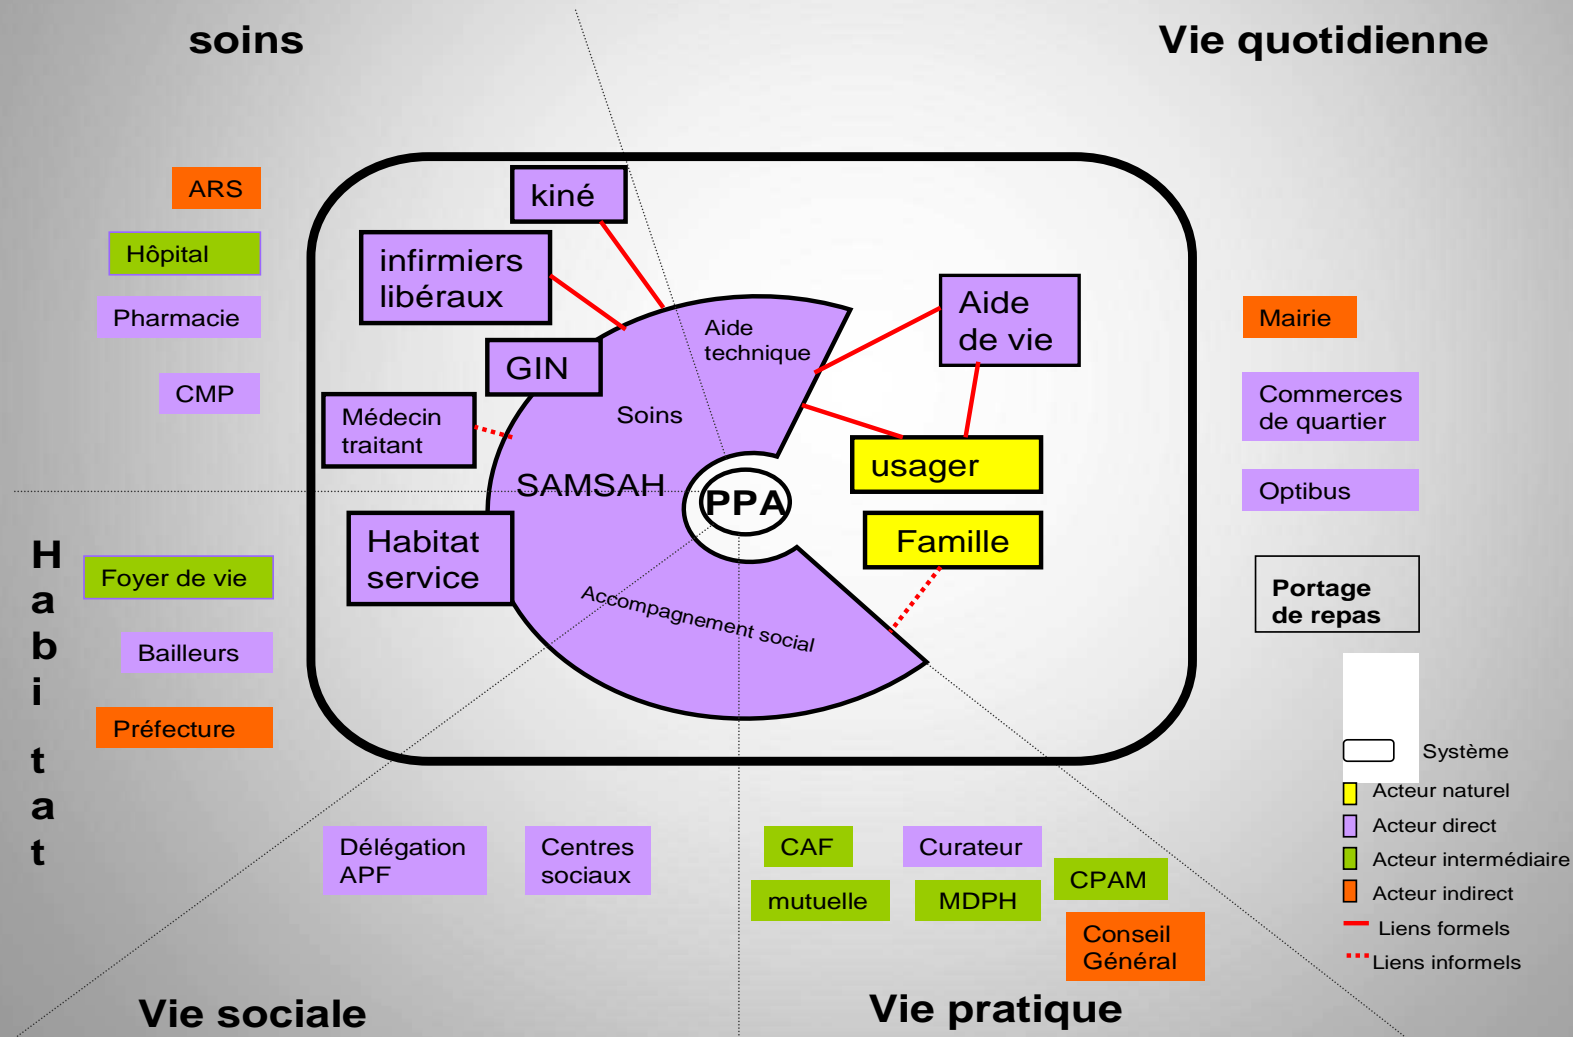 soins
Vie quotidienne
ARS
Hôpital
Pharmacie
CMP
kiné
infirmiers
libéraux
GIN
Médecin
traitant
Aide
technique
Soins
SAMSAH
PPA
Aide
de vie
usager
Famille
Habitat
service
Accompagnement social
Mairie
Commerces
de quartier
Optibus
Portage
de repas
Habitat
Foyer de vie
Bailleurs
Préfecture
Délégation
APF
Centres
sociaux
CAF
Curateur
CPAM
mutuelle
MDPH
Conseil
Général
Vie sociale
Vie pratique
Système
Acteur naturel
Acteur direct
Acteur intermédiaire
Acteur indirect
Liens formels
Liens informels